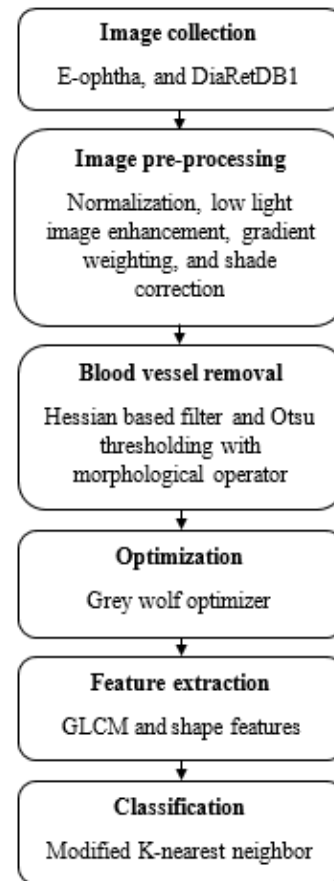 Image collection
E-ophtha, and DiaRetDB1
Image pre-processing
Normalization, low light
image enhancement, gradient
weighting, and shade
correction
Blood vessel removal
Hessian based filter and Otsu
thresholding with
morphological operator
Optimization
Grey wolf optimizer
Feature extraction
GLCM and shape features
Classification
Modified K-nearest neighbor